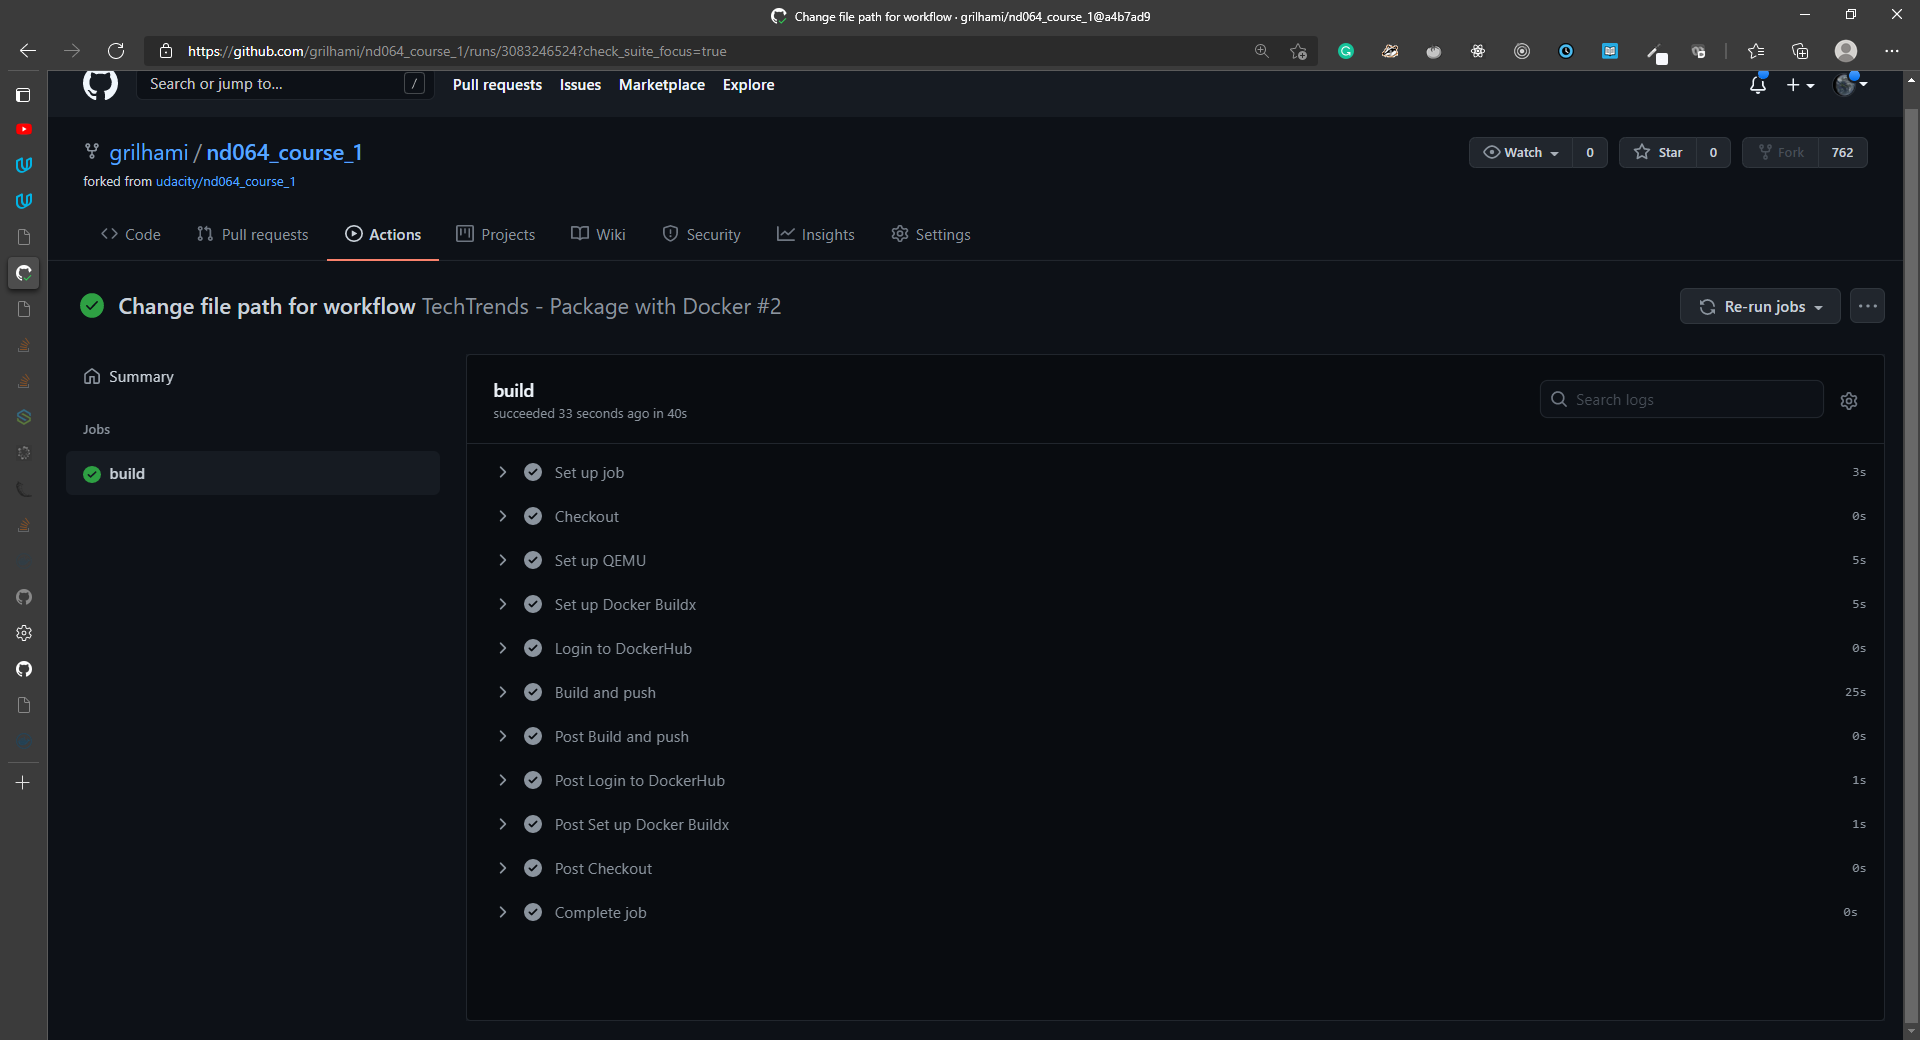 Change file path for workflow · grilhami/nd064_course_1@a4b7ad9
https://github.com/grilhami/nd064_course_1/runs/3083246524?check_suite_focus=true
Search or jump to... / Pull requests Issues Marketplace Explore
grilhami / nd064_course_1
Watch 0 Star 0 Fork 762
forked from udacity/nd064_course_1
Code Pull requests Actions Projects Wiki Security Insights Settings
Change file path for workflow TechTrends - Package with Docker #2
Re-run jobs
Summary
Jobs
build
build
succeeded 33 seconds ago in 40s
Search logs
Set up job 3s
Checkout 0s
Set up QEMU 5s
Set up Docker Buildx 5s
Login to DockerHub 0s
Build and push 25s
Post Build and push 0s
Post Login to DockerHub 1s
Post Set up Docker Buildx 1s
Post Checkout 0s
Complete job 0s